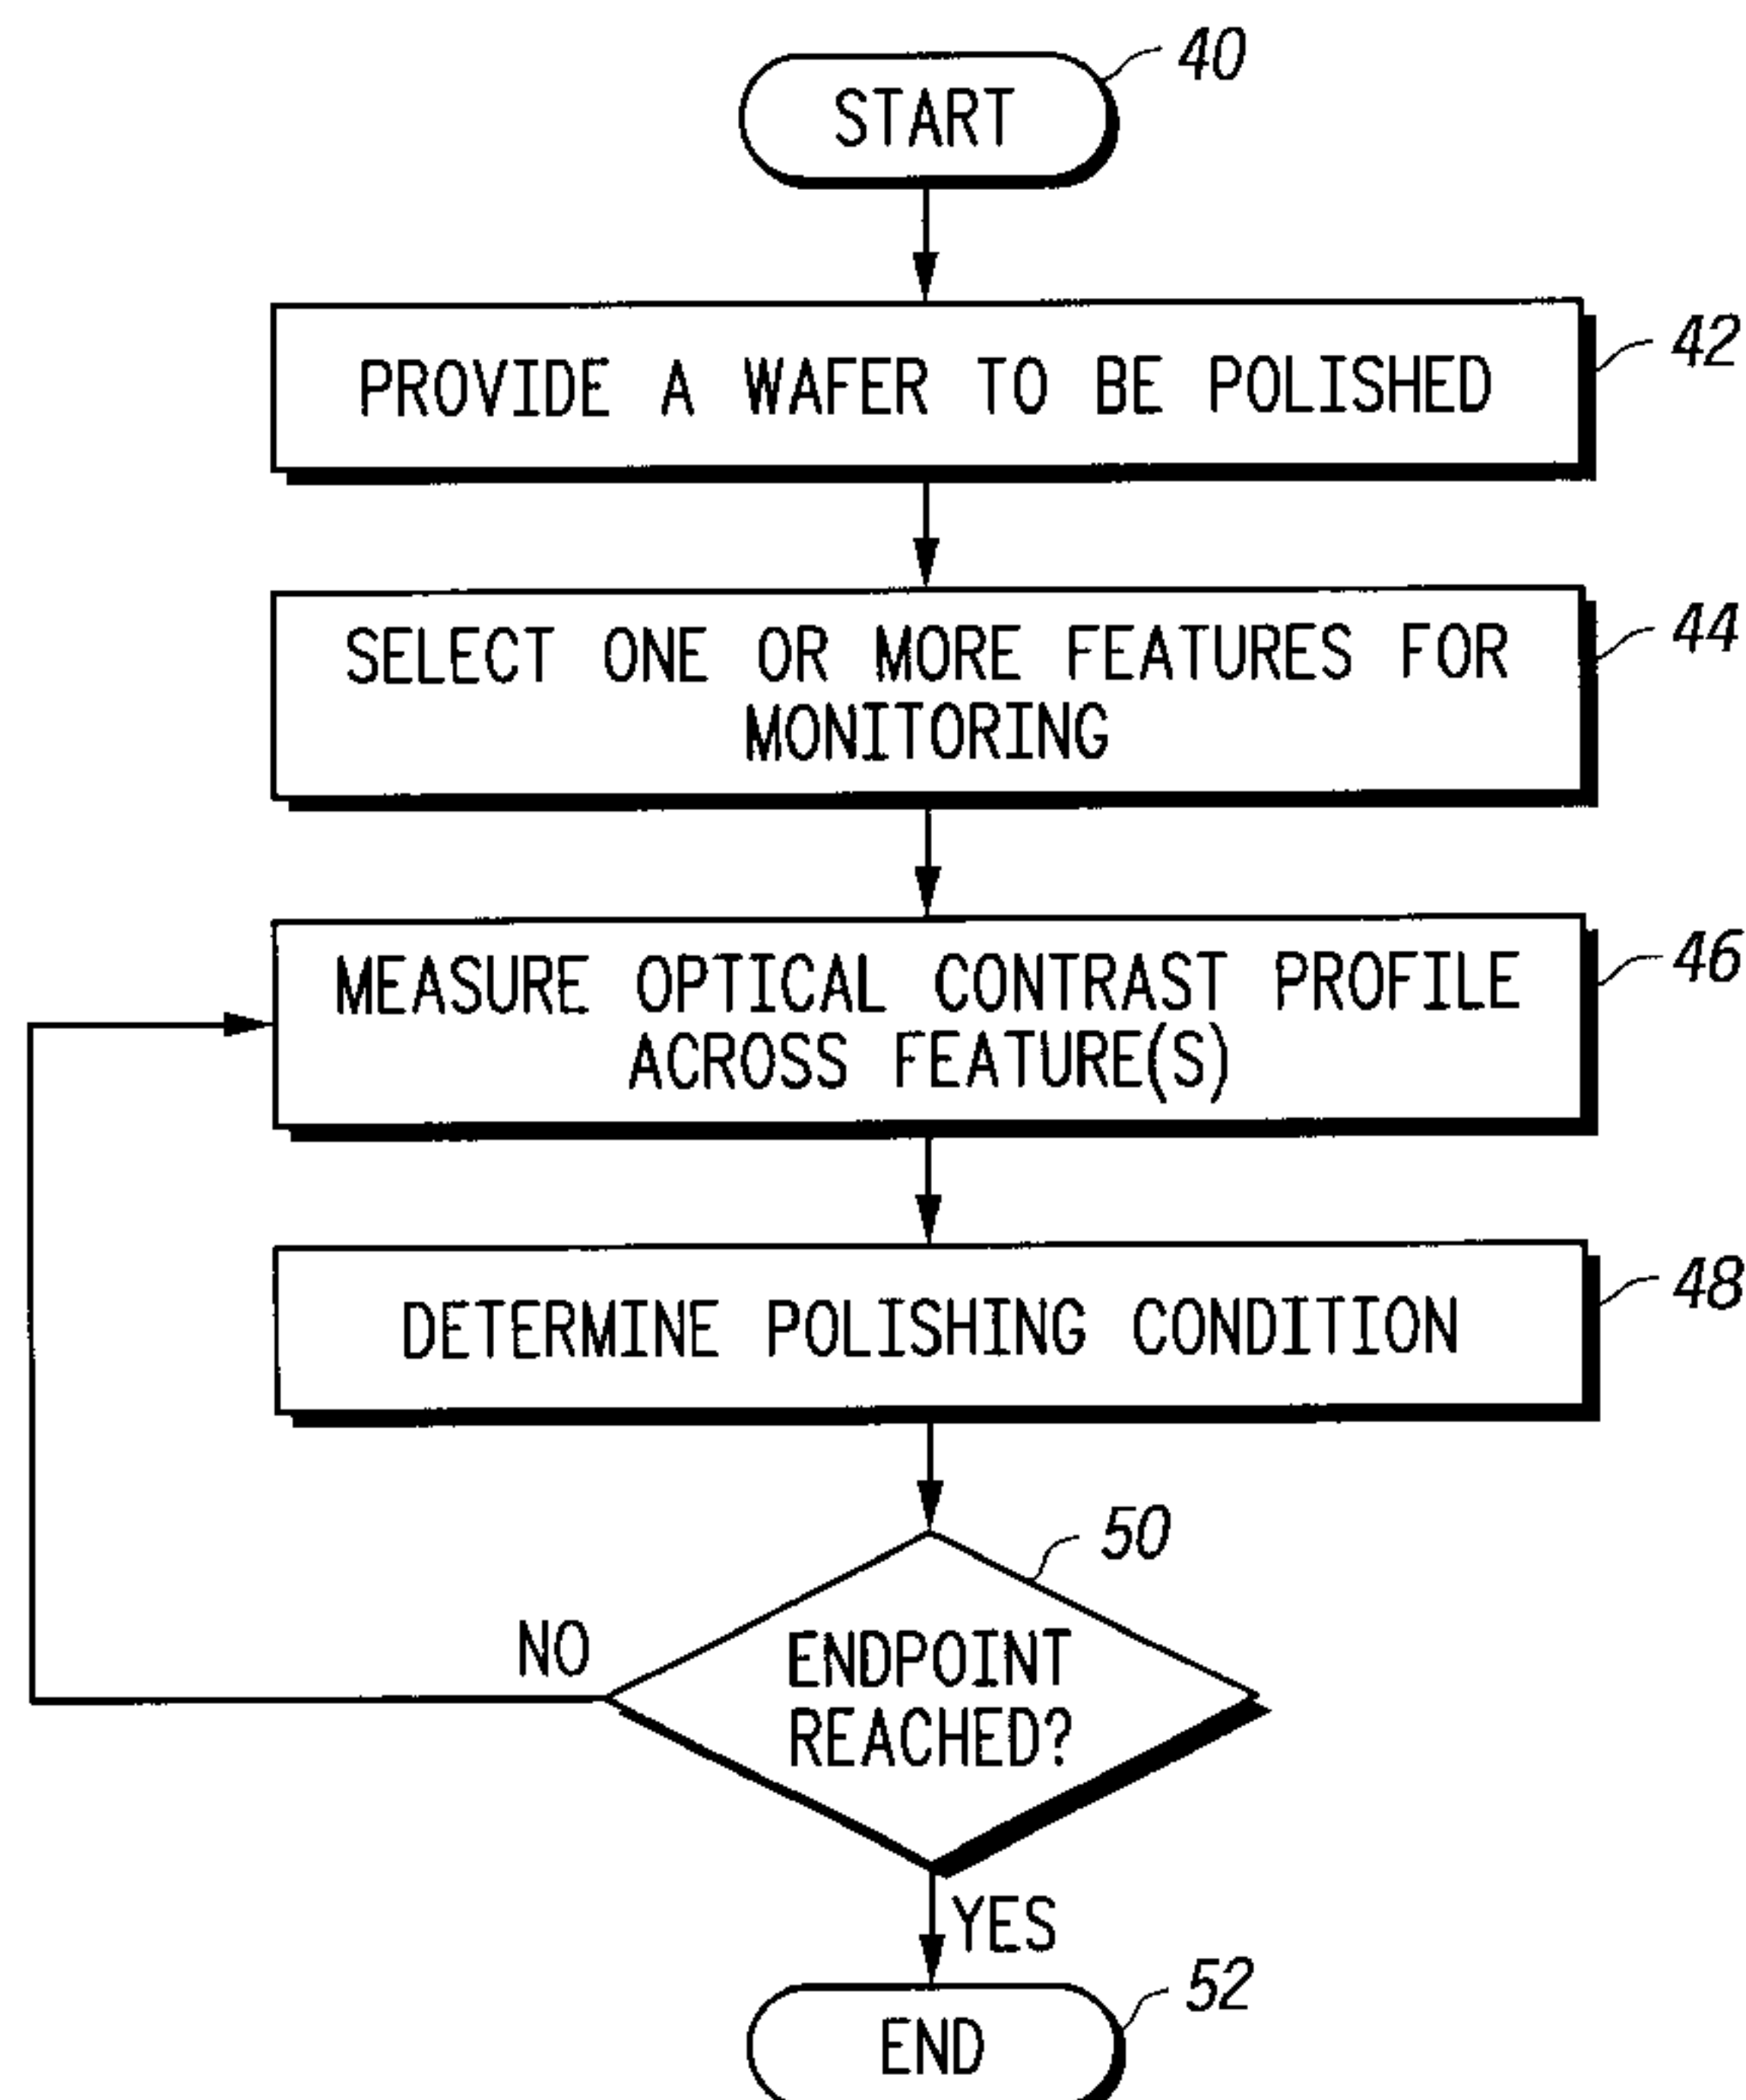 40
START
42
PROVIDE A WAFER TO BE POLISHED
44
SELECT ONE OR MORE FEATURES FOR
MONITORING
46
MEASURE OPTICAL CONTRAST PROFILE
ACROSS FEATURE(S)
48
DETERMINE POLISHING CONDITION
50
NO
ENDPOINT
REACHED?
YES
52
END